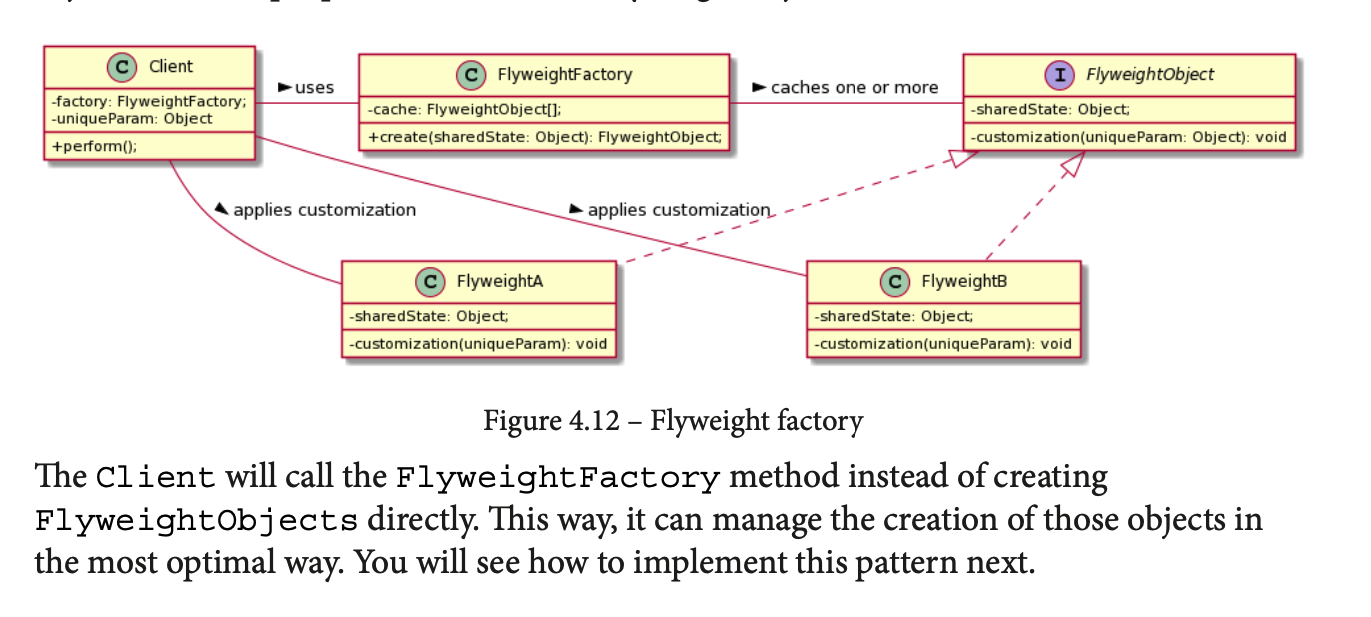 C Client
-factory: FlyweightFactory;
-uniqueParam: Object
+perform();
uses
C FlyweightFactory
-cache: FlyweightObject[];
+create(sharedState: Object): FlyweightObject;
caches one or more
I FlyweightObject
-sharedState: Object;
-customization(uniqueParam: Object): void
applies customization
applies customization
C FlyweightA
-sharedState: Object;
-customization(uniqueParam): void
C FlyweightB
-sharedState: Object;
-customization(uniqueParam): void
Figure 4.12 – Flyweight factory
The Client will call the FlyweightFactory method instead of creating
FlyweightObjects directly. This way, it can manage the creation of those objects in
the most optimal way. You will see how to implement this pattern next.